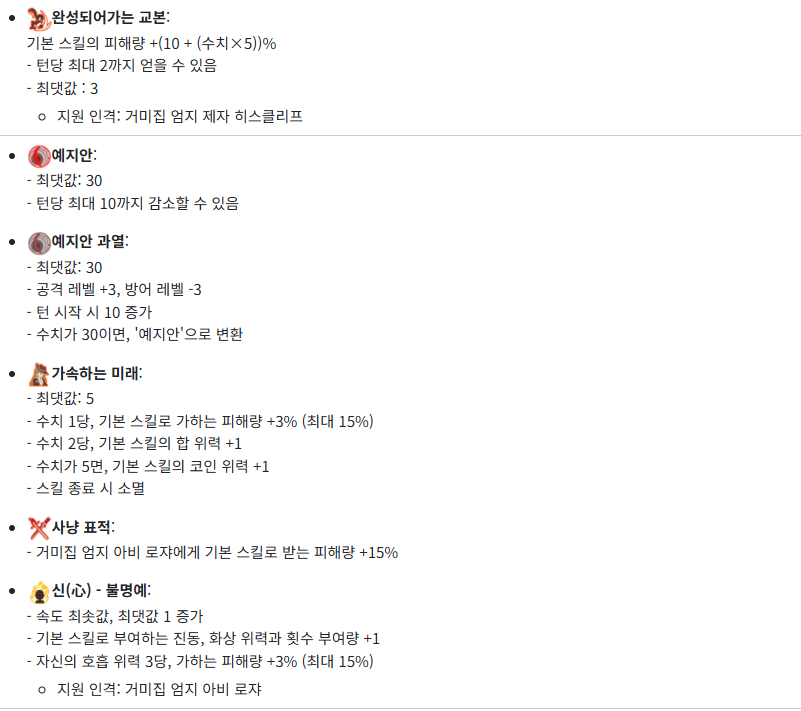 완성되어가는 교본:
기본 스킬의 피해량 +(10 + (수치×5))%
- 턴당 최대 2까지 얻을 수 있음
- 최댓값 : 3
지원 인격: 거미집 엄지 제자 히스클리프
예지안:
- 최댓값: 30
- 턴당 최대 10까지 감소할 수 있음
예지안 과열:
- 최댓값: 30
- 공격 레벨 +3, 방어 레벨 -3
- 턴 시작 시 10 증가
- 수치가 30이면, '예지안'으로 변환
가속하는 미래:
- 최댓값: 5
- 수치 1당, 기본 스킬로 가하는 피해량 +3% (최대 15%)
- 수치 2당, 기본 스킬의 합 위력 +1
- 수치가 5면, 기본 스킬의 코인 위력 +1
- 스킬 종료 시 소멸
사냥 표적:
- 거미집 엄지 아비 로쟈에게 기본 스킬로 받는 피해량 +15%
신(心) - 불명예:
- 속도 최솟값, 최댓값 1 증가
- 기본 스킬로 부여하는 진동, 화상 위력과 횟수 부여량 +1
- 자신의 호흡 위력 3당, 가하는 피해량 +3% (최대 15%)
지원 인격: 거미집 엄지 아비 로쟈